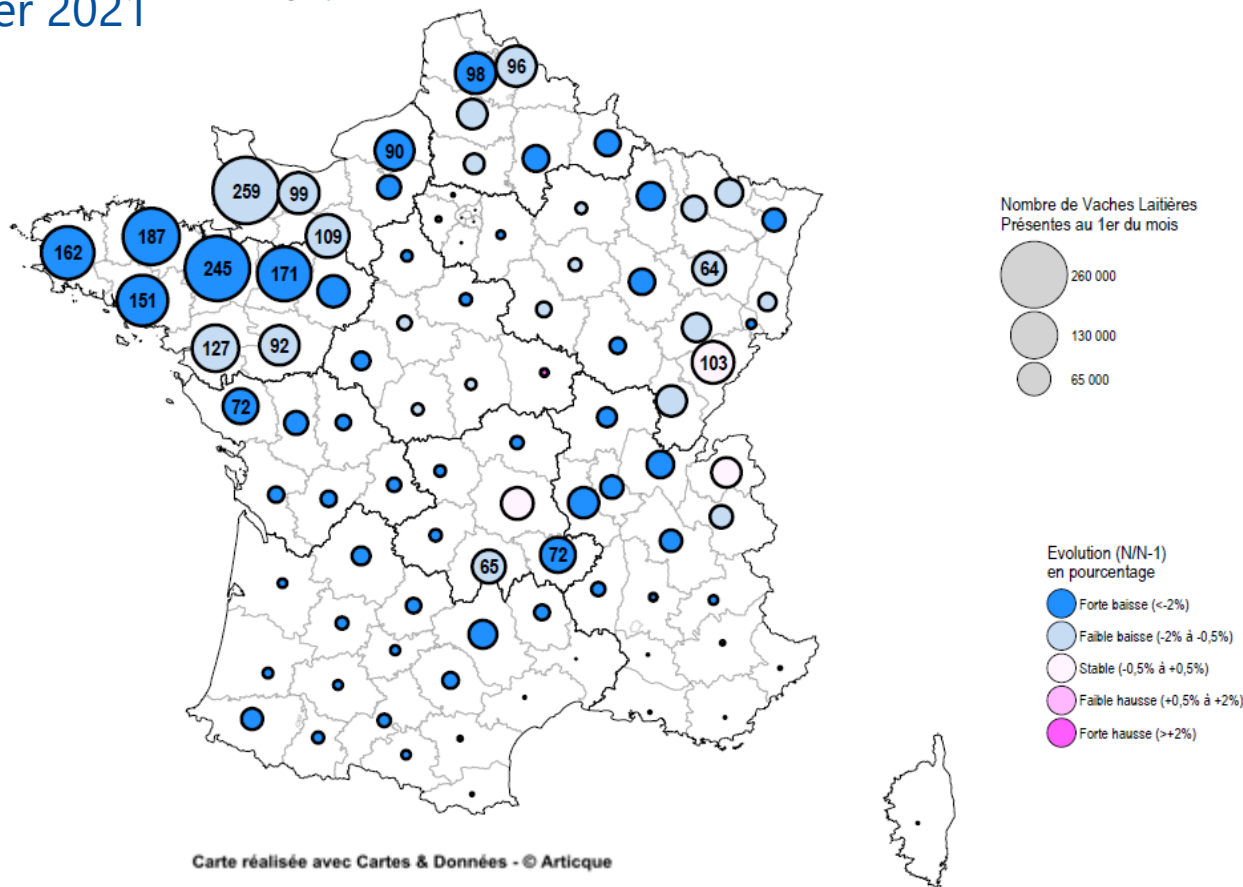 er 2021
98
96
90
259
99
187
109
162
245
171
151
64
127
92
103
72
72
65
Nombre de Vaches Laitières
Présentes au 1er du mois
260 000
130 000
65 000
Evolution (N/N-1)
en pourcentage
Forte baisse (<-2%)
Faible baisse (-2% à -0,5%)
Stable (-0,5% à +0,5%)
Faible hausse (+0,5% à +2%)
Forte hausse (>+2%)
Carte réalisée avec Cartes & Données - © Articque